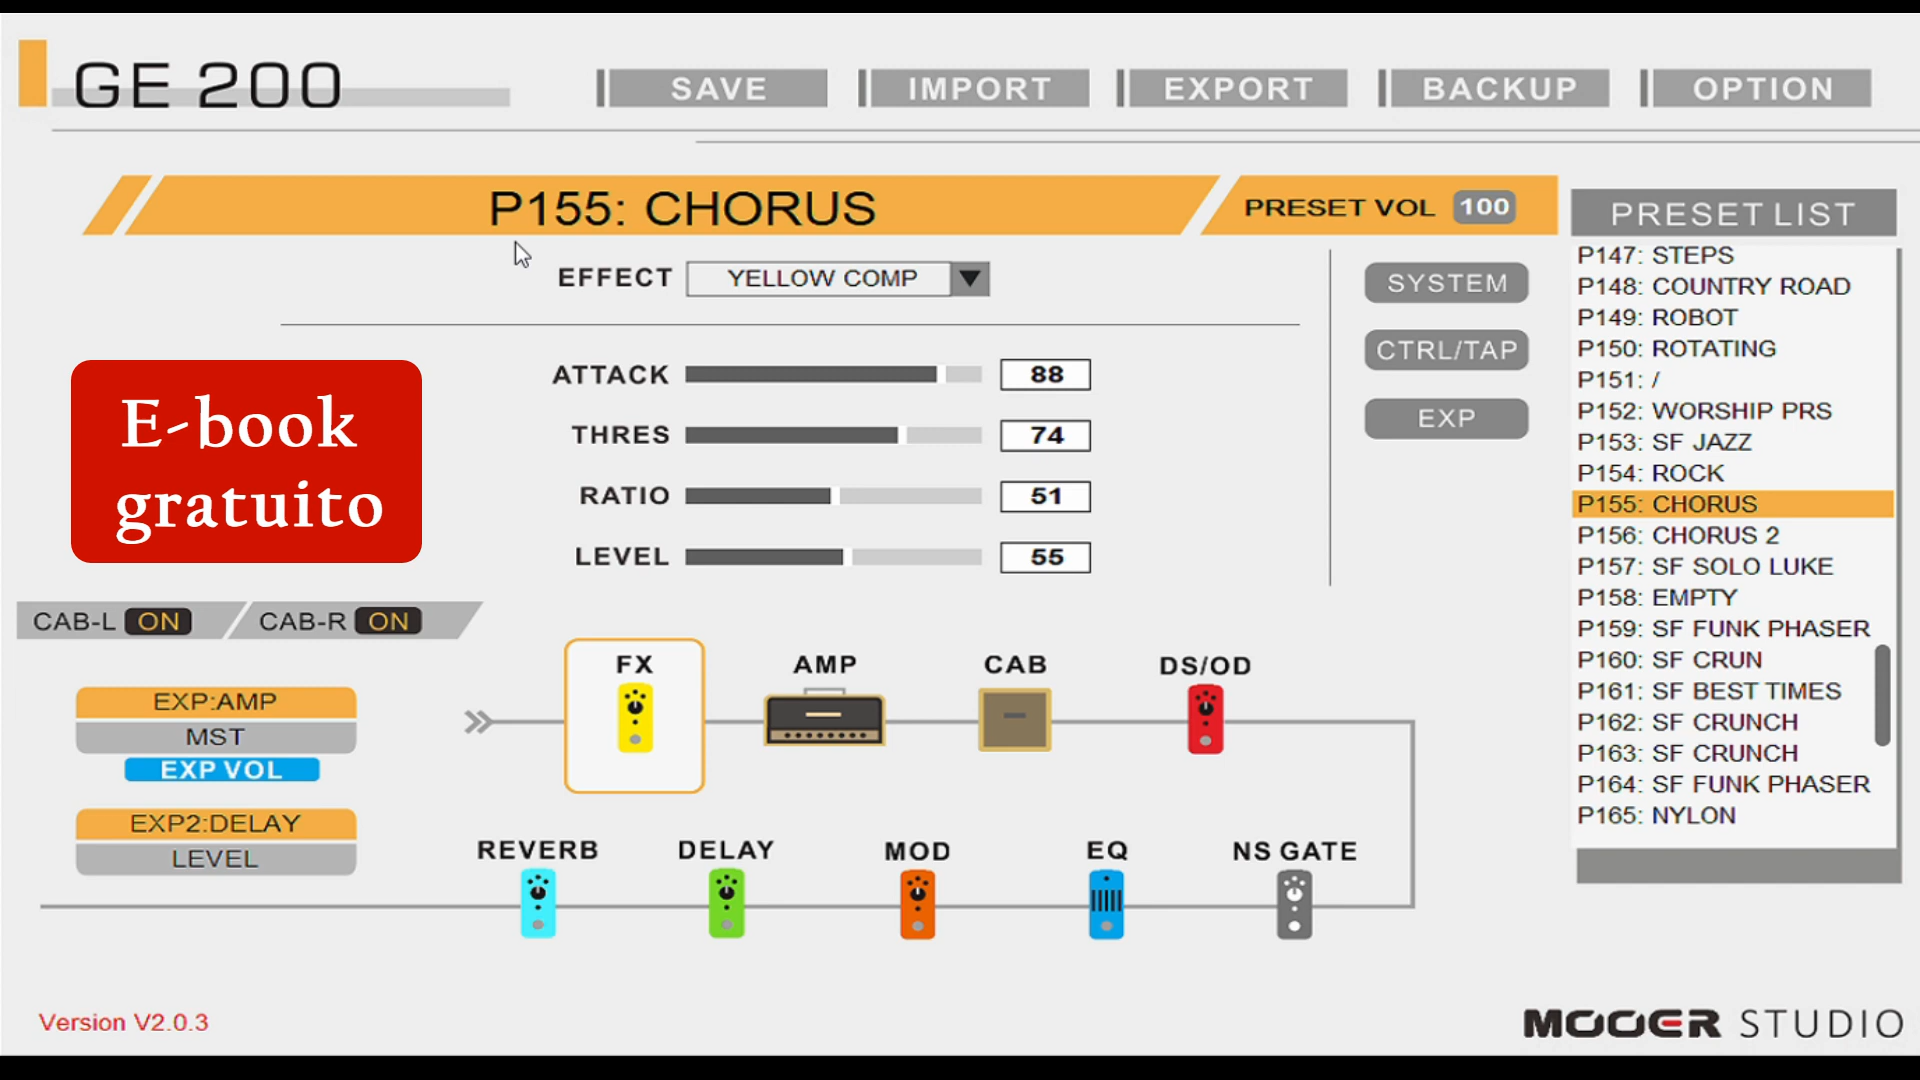 GE 200
SAVE
IMPORT
EXPORT
BACKUP
OPTION
P155: CHORUS
PRESET VOL 100
PRESET LIST
EFFECT YELLOW COMP
ATTACK 88
THRES 74
RATIO 51
LEVEL 55
SYSTEM
CTRL/TAP
EXP
P147: STEPS
P148: COUNTRY ROAD
P149: ROBOT
P150: ROTATING
P151: /
P152: WORSHIP PRS
P153: SF JAZZ
P154: ROCK
P155: CHORUS
P156: CHORUS 2
P157: SF SOLO LUKE
P158: EMPTY
P159: SF FUNK PHASER
P160: SF CRUN
P161: SF BEST TIMES
P162: SF CRUNCH
P163: SF CRUNCH
P164: SF FUNK PHASER
P165: NYLON
E-book
gratuito
CAB-L ON
CAB-R ON
EXP:AMP
MST
EXP VOL
EXP2:DELAY
LEVEL
FX
AMP
CAB
DS/OD
REVERB
DELAY
MOD
EQ
NS GATE
Version V2.0.3
MOOER STUDIO